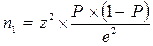 n₁ = z² × P × (1 − P) / e²